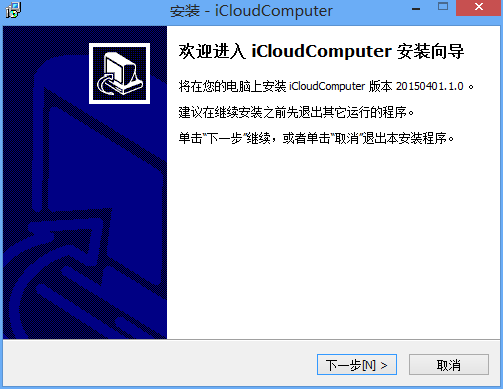 安装 - iCloudComputer
欢迎进入 iCloudComputer 安装向导
将在您的电脑上安装 iCloudComputer 版本 20150401.1.0 。
建议在继续安装之前先退出其它运行的程序。
单击“下一步”继续，或者单击“取消”退出本安装程序。
下一步[N] >
取消